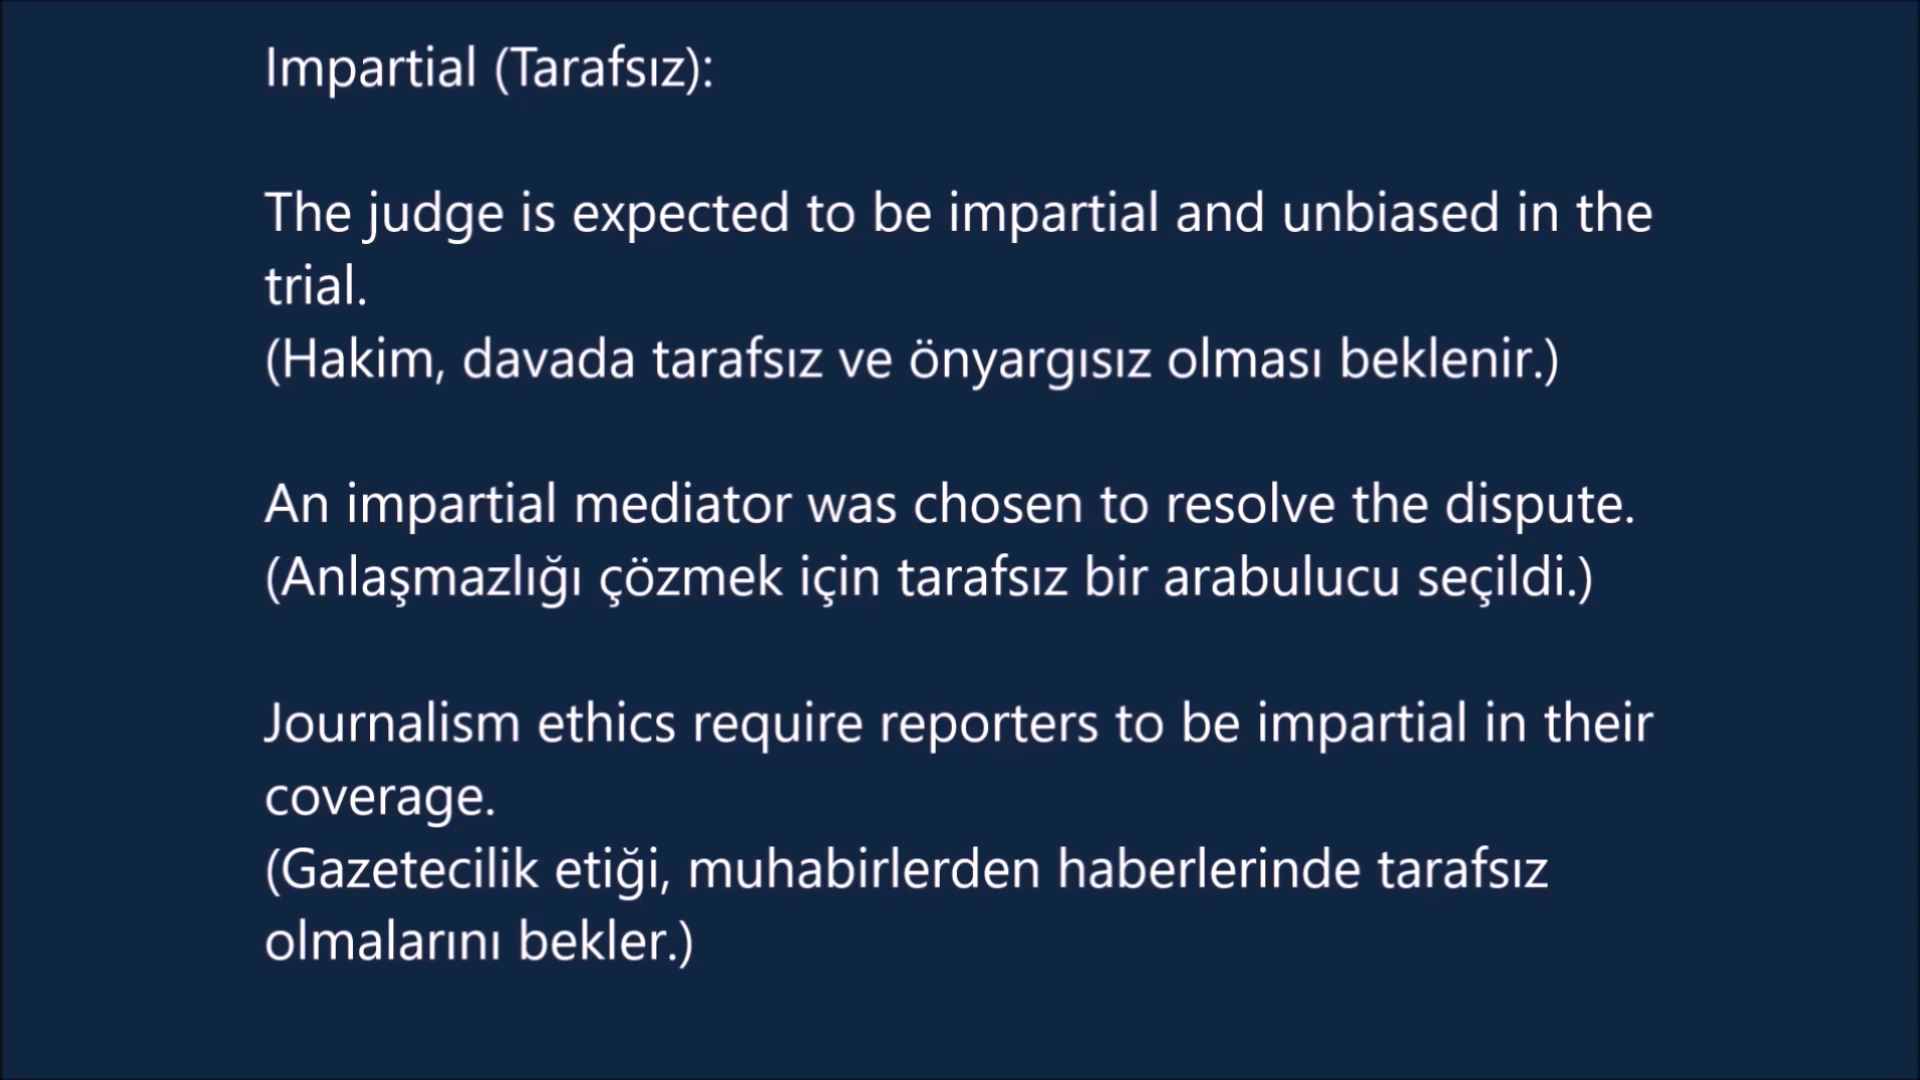 Impartial (Tarafsız):
The judge is expected to be impartial and unbiased in the
trial.
(Hakim, davada tarafsız ve önyargısız olması beklenir.)
An impartial mediator was chosen to resolve the dispute.
(Anlaşmazlığı çözmek için tarafsız bir arabulucu seçildi.)
Journalism ethics require reporters to be impartial in their
coverage.
(Gazetecilik etiği, muhabirlerden haberlerinde tarafsız
olmalarını bekler.)